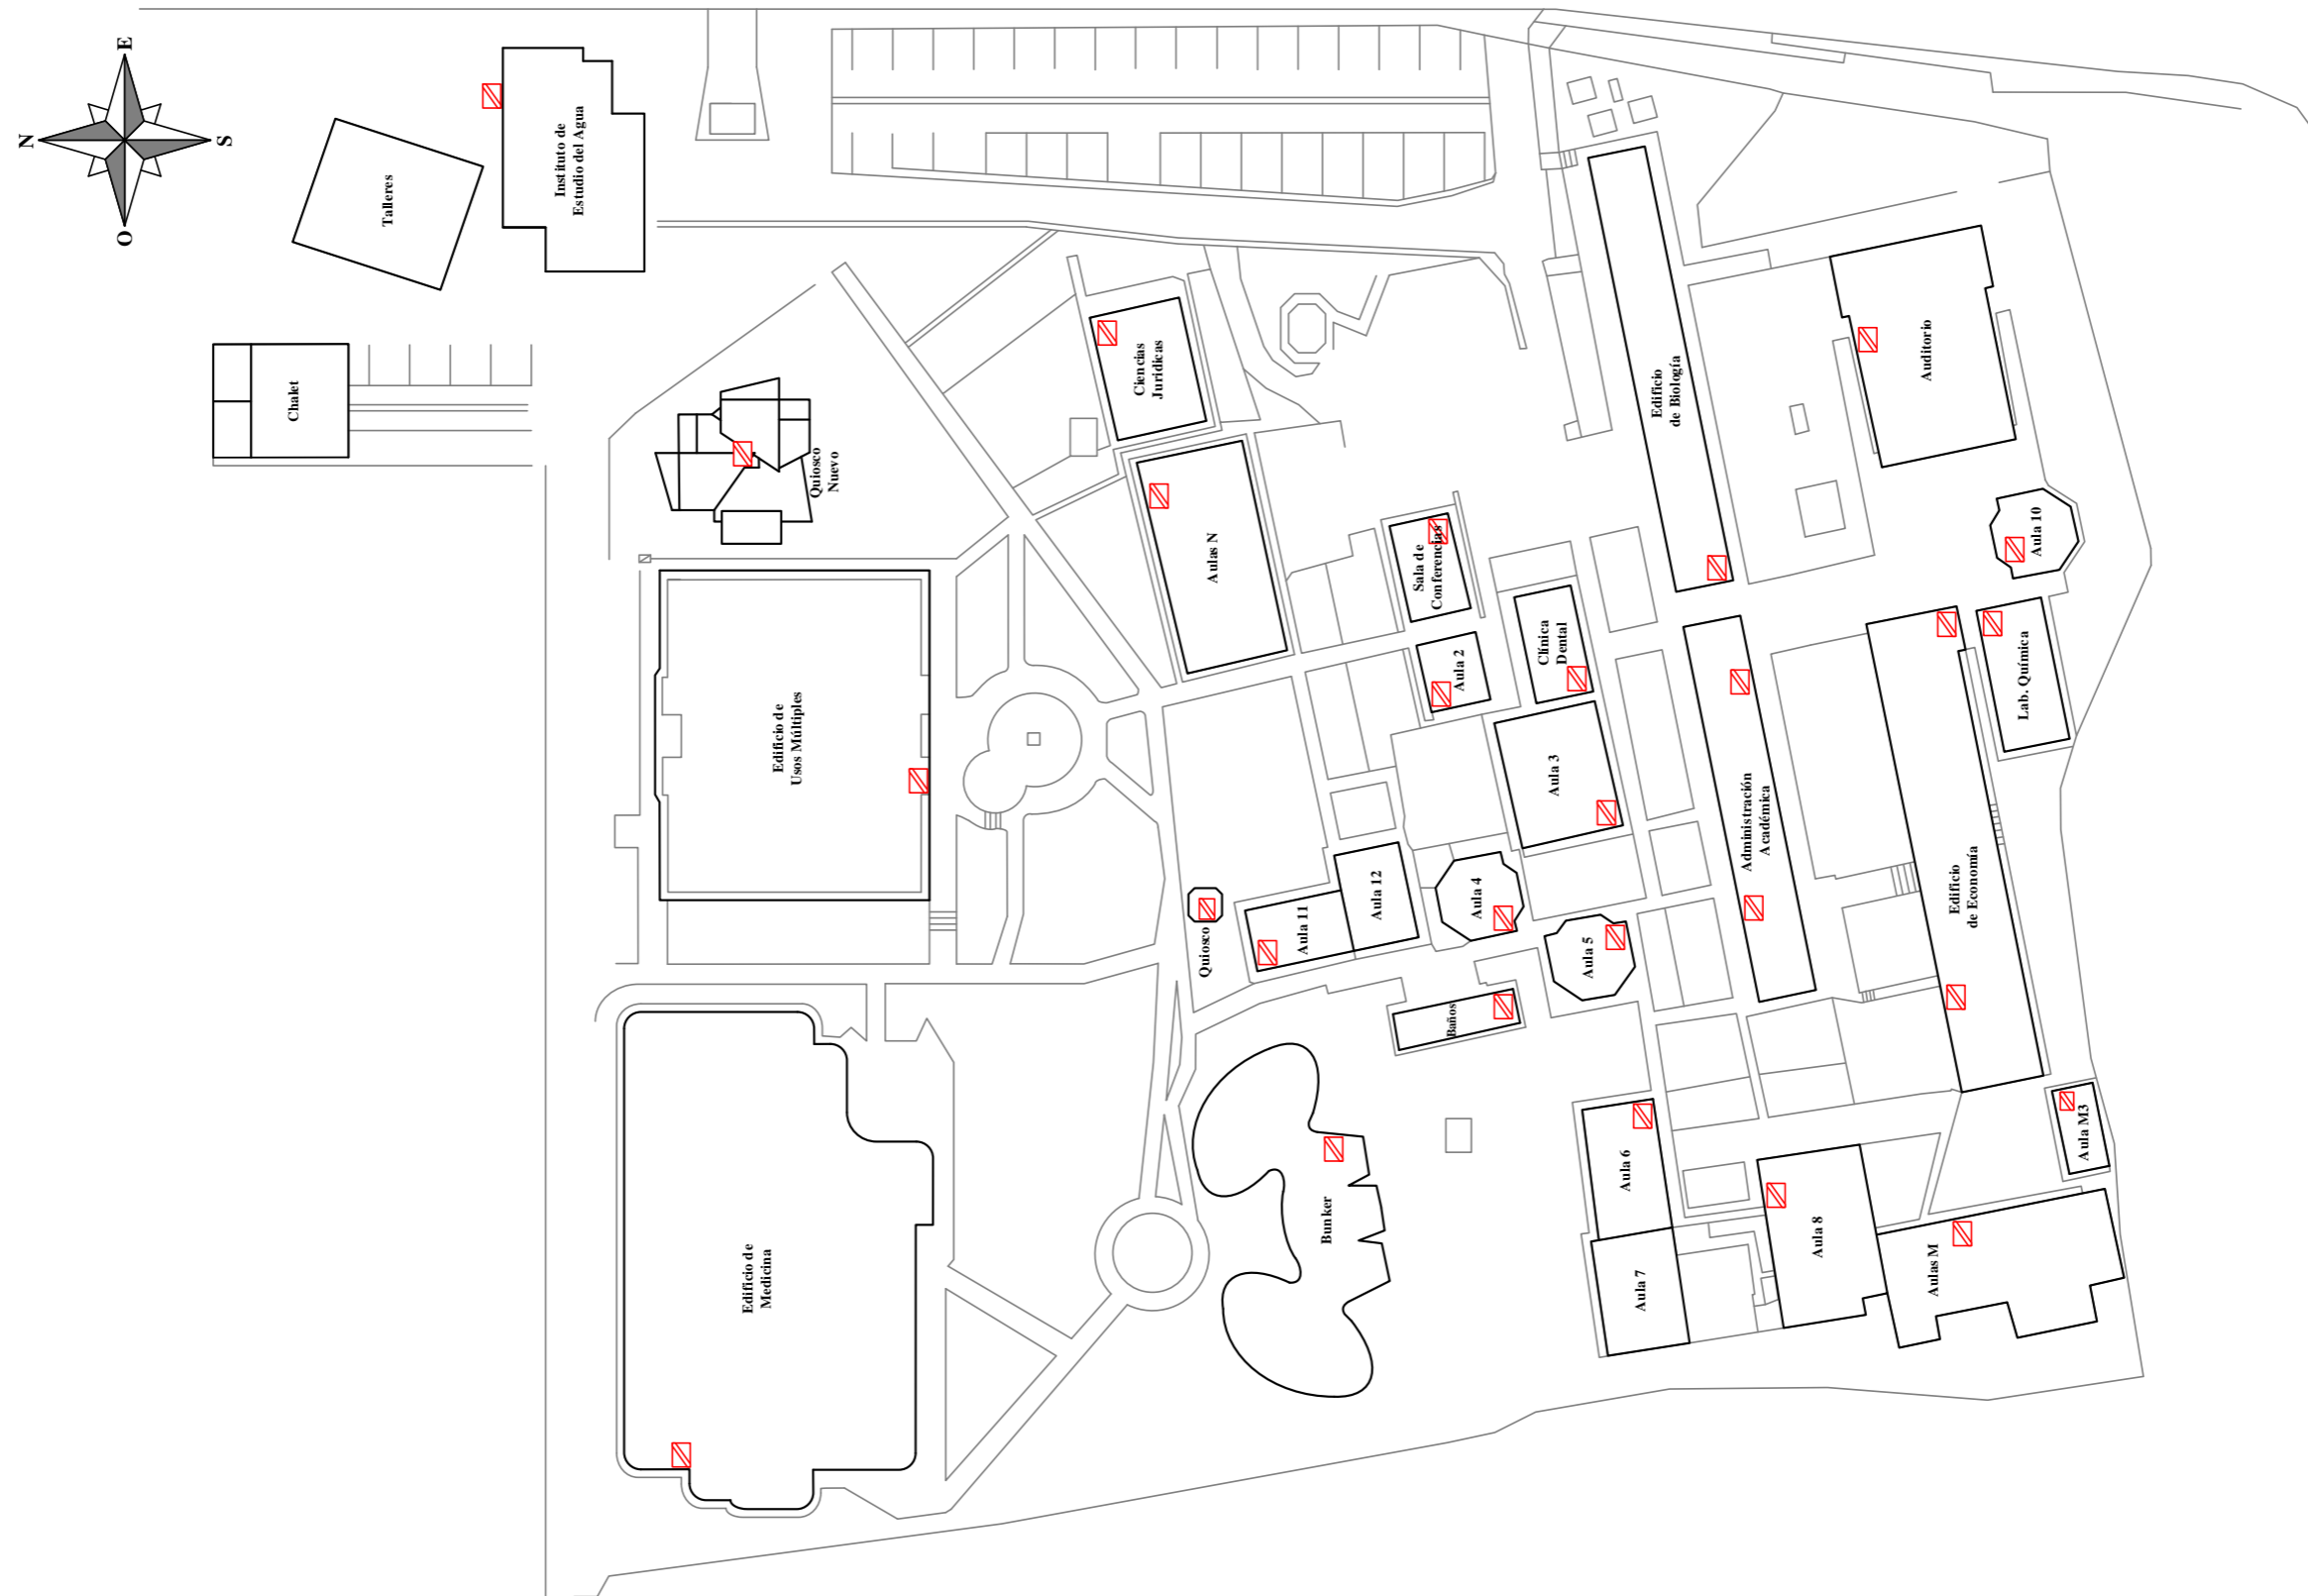 E
N
S
O
Talleres
Instituto de
Estudio del Agua
Chalet
Quiosco
Nuevo
Ciencias
Jurídicas
Aulas N
Edificio
de Biología
Auditorio
Aula 10
Sala de
Conferencias
Aula 2
Clínica
Dental
Aula 3
Lab. Química
Edificio de
Usos Múltiples
Administración
Académica
Edificio
de Economía
Quiosco
Aula 11
Aula 12
Aula 4
Aula 5
Baños
Bunker
Edificio de
Medicina
Aula 6
Aula 7
Aula 8
Aulas M
Aula M3